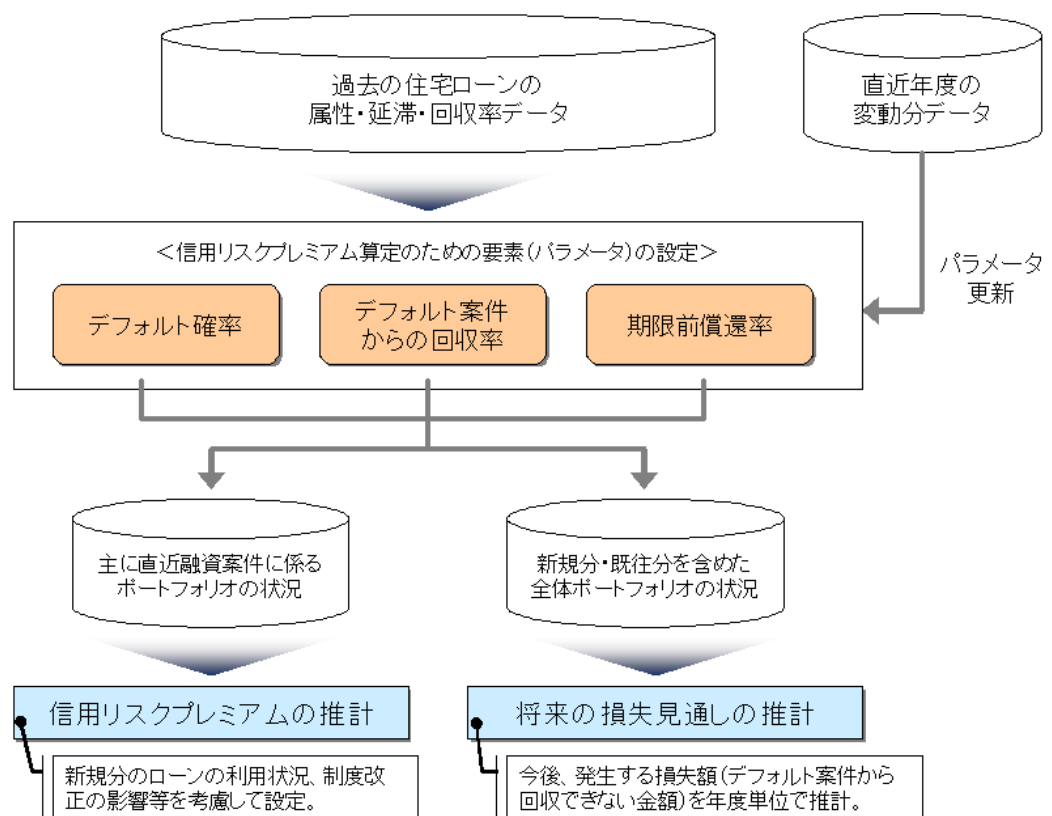 過去の住宅ローンの
属性・延滞・回収率データ
直近年度の
変動分データ
＜信用リスクプレミアム算定のための要素（パラメータ）の設定＞
パラメータ
更新
デフォルト確率
デフォルト案件
からの回収率
期限前償還率
主に直近融資案件に係る
ポートフォリオの状況
新規分・既往分を含めた
全体ポートフォリオの状況
信用リスクプレミアムの推計
将来の損失見通しの推計
新規分のローンの利用状況、制度改
正の影響等を考慮して設定。
今後、発生する損失額（デフォルト案件から
回収できない金額）を年度単位で推計。